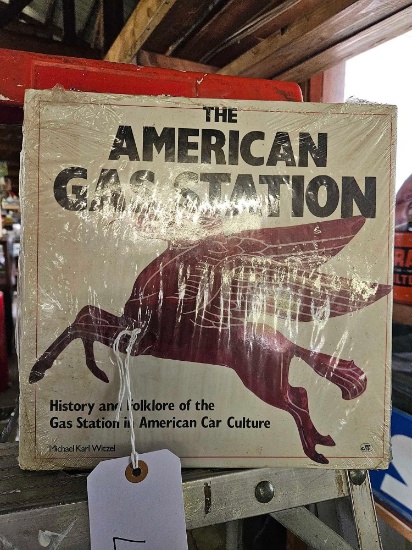 THE
AMERICAN
GAS STATION
History and Folklore of the
Gas Station in American Car Culture
Michael Karl Witzel